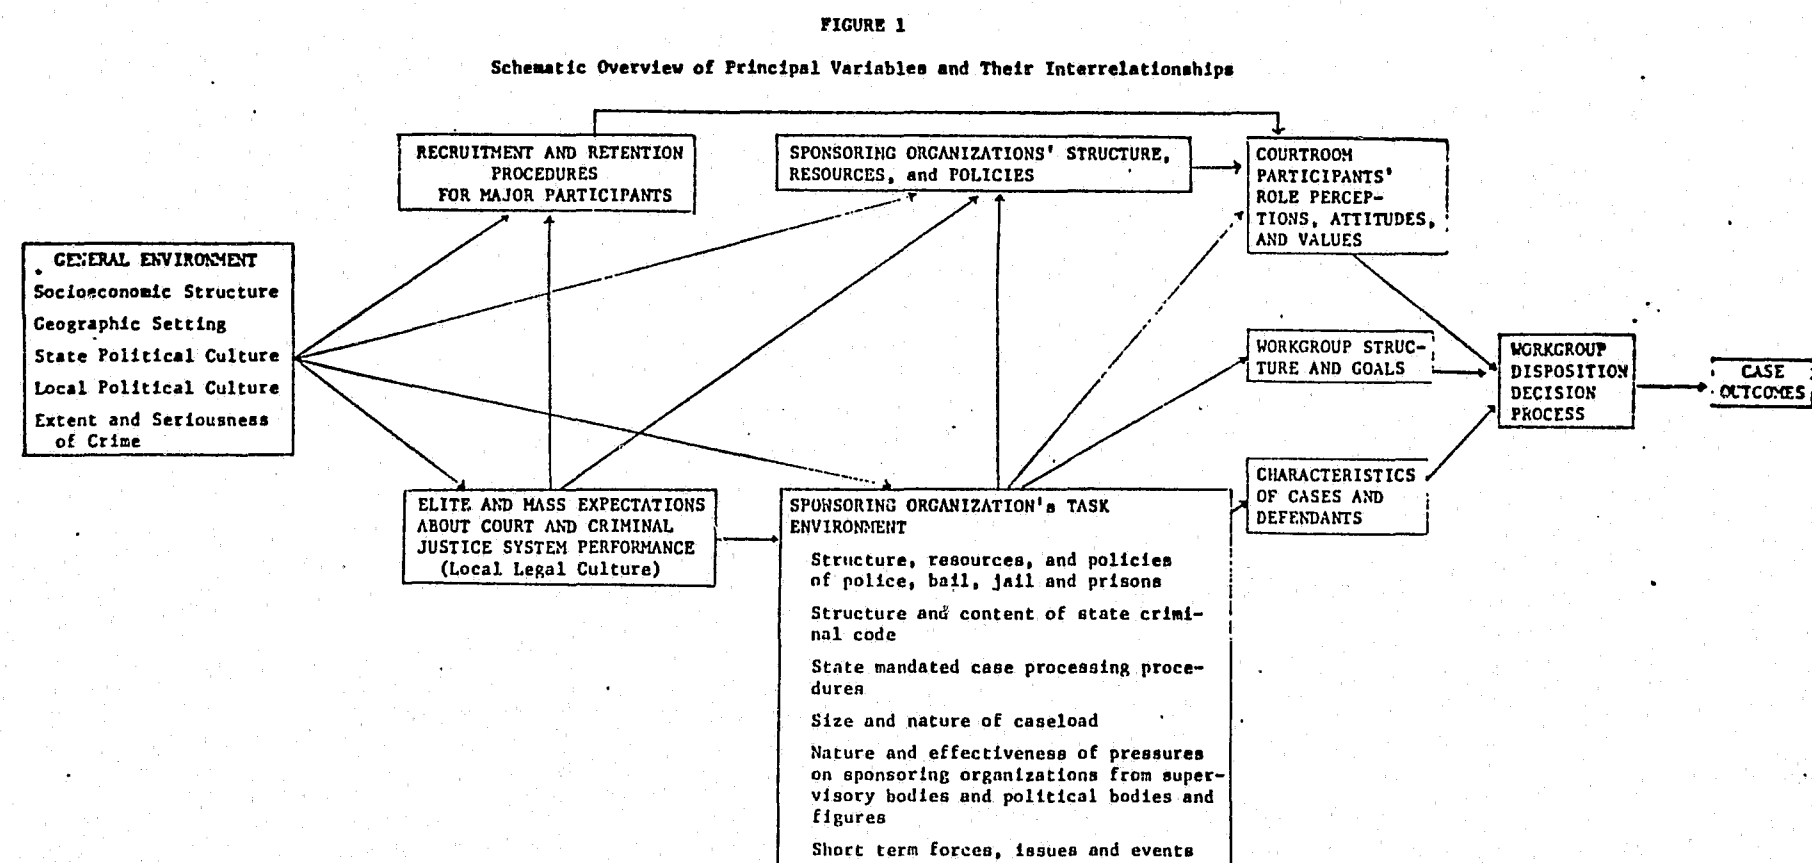 FIGURE 1
Schematic Overview of Principal Variables and Their Interrelationships
RECRUITMENT AND RETENTION
PROCEDURES
FOR MAJOR PARTICIPANTS
SPONSORING ORGANIZATIONS' STRUCTURE,
RESOURCES, and POLICIES
COURTROOM
PARTICIPANTS'
ROLE PERCEP-
TIONS, ATTITUDES,
AND VALUES
GENERAL ENVIRONMENT
Socioeconomic Structure
Geographic Setting
State Political Culture
Local Political Culture
Extent and Seriousness
of Crime
WORKGROUP STRUC-
TURE AND GOALS
WORKGROUP
DISPOSITION
DECISION
PROCESS
CASE
OUTCOMES
ELITE AND MASS EXPECTATIONS
ABOUT COURT AND CRIMINAL
JUSTICE SYSTEM PERFORMANCE
(Local Legal Culture)
SPONSORING ORGANIZATION's TASK
ENVIRONMENT
Structure, resources, and policies
of police, bail, jail and prisons
Structure and content of state crimi-
nal code
State mandated case processing proce-
dures
Size and nature of caseload
Nature and effectiveness of pressures
on sponsoring organizations from super-
visory bodies and political bodies and
figures
Short term forces, issues and events
CHARACTERISTICS
OF CASES AND
DEFENDANTS